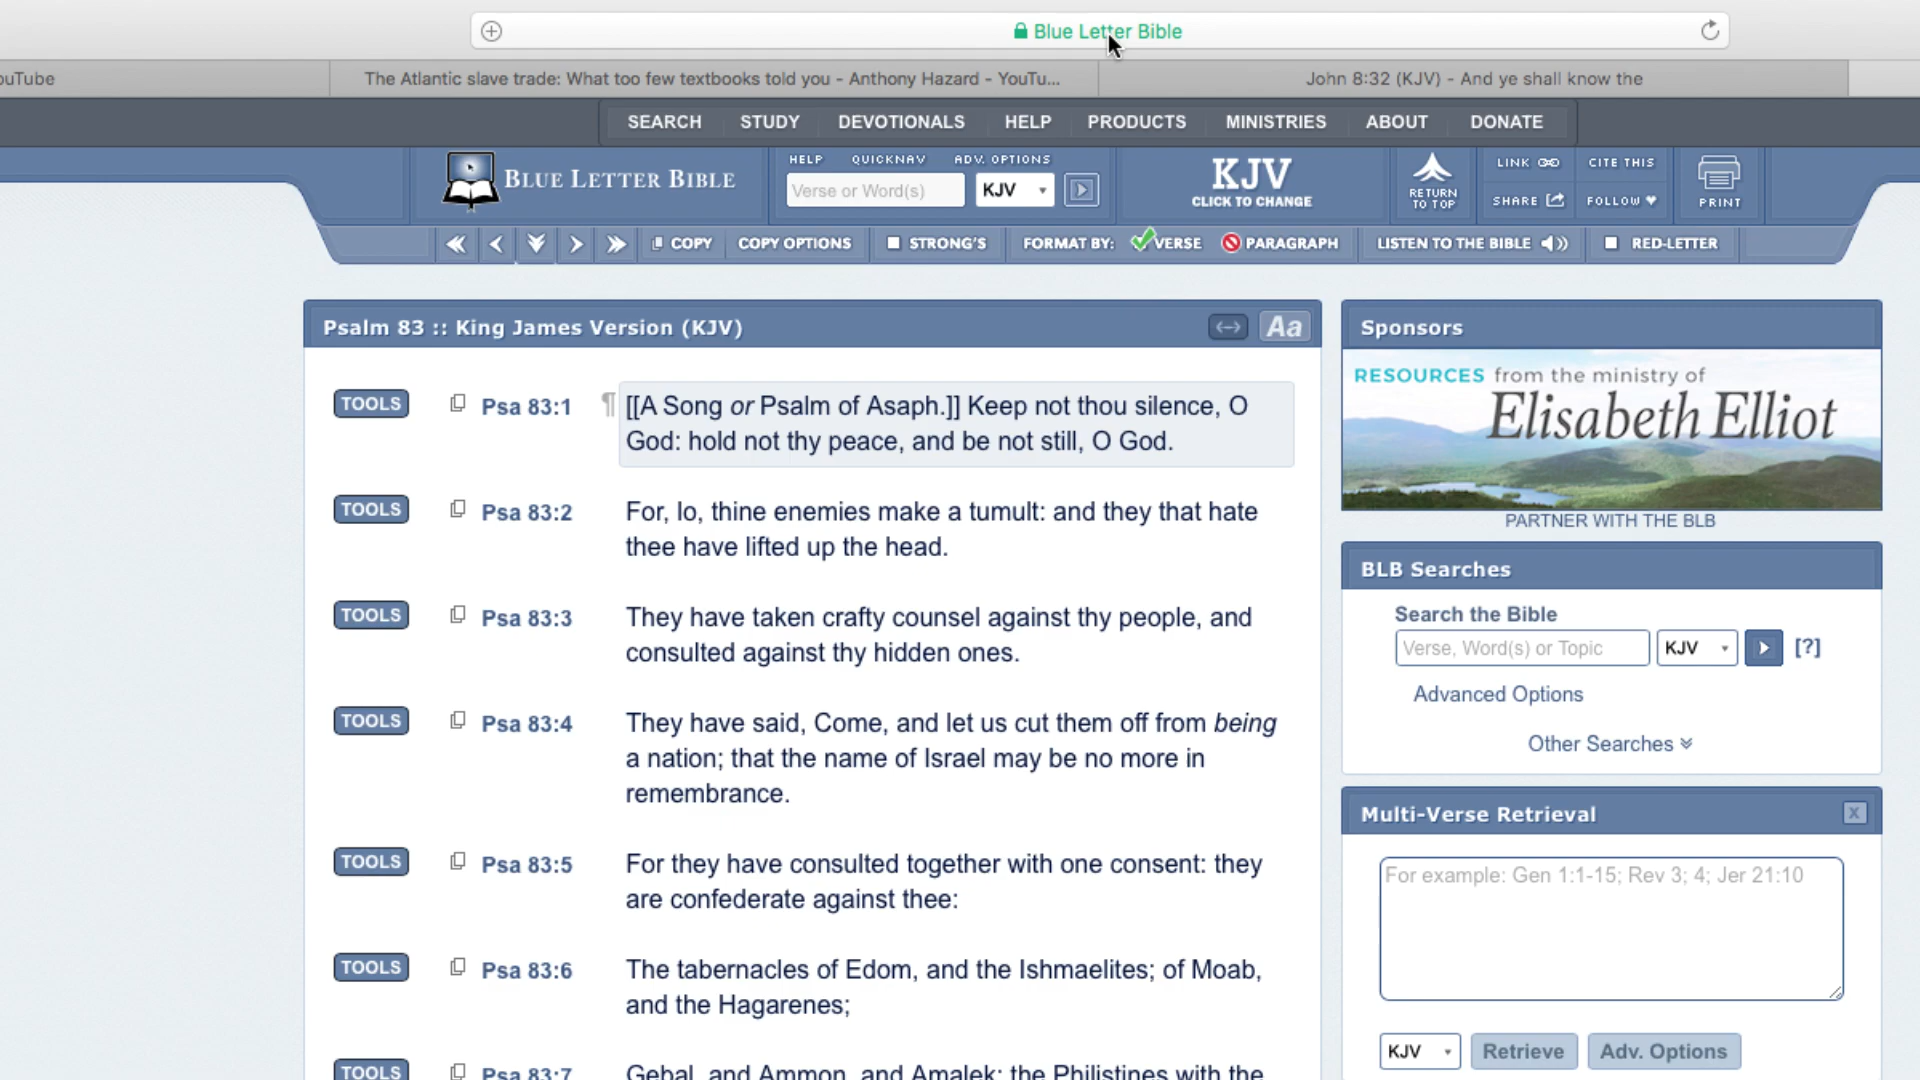 Blue Letter Bible
ouTube
The Atlantic slave trade: What too few textbooks told you - Anthony Hazard - YouTu...
John 8:32 (KJV) - And ye shall know the
SEARCH STUDY DEVOTIONALS HELP PRODUCTS MINISTRIES ABOUT DONATE
BLUE LETTER BIBLE
HELP QUICKNAV ADV. OPTIONS
Verse or Word(s) KJV
KJV
CLICK TO CHANGE
RETURN
TO TOP
LINK CITE THIS
SHARE FOLLOW
PRINT
COPY COPY OPTIONS STRONG'S FORMAT BY: VERSE PARAGRAPH LISTEN TO THE BIBLE RED-LETTER
Psalm 83 :: King James Version (KJV) Aa
TOOLS Psa 83:1 ¶ [[A Song or Psalm of Asaph.]] Keep not thou silence, O
God: hold not thy peace, and be not still, O God.
TOOLS Psa 83:2 For, lo, thine enemies make a tumult: and they that hate
thee have lifted up the head.
TOOLS Psa 83:3 They have taken crafty counsel against thy people, and
consulted against thy hidden ones.
TOOLS Psa 83:4 They have said, Come, and let us cut them off from being
a nation; that the name of Israel may be no more in
remembrance.
TOOLS Psa 83:5 For they have consulted together with one consent: they
are confederate against thee:
TOOLS Psa 83:6 The tabernacles of Edom, and the Ishmaelites; of Moab,
and the Hagarenes;
TOOLS Psa 83:7 Gebal, and Ammon, and Amalek; the Philistines with the
Sponsors
RESOURCES from the ministry of
Elisabeth Elliot
PARTNER WITH THE BLB
BLB Searches
Search the Bible
Verse, Word(s) or Topic KJV [?]
Advanced Options
Other Searches
Multi-Verse Retrieval X
For example: Gen 1:1-15; Rev 3; 4; Jer 21:10
KJV Retrieve Adv. Options